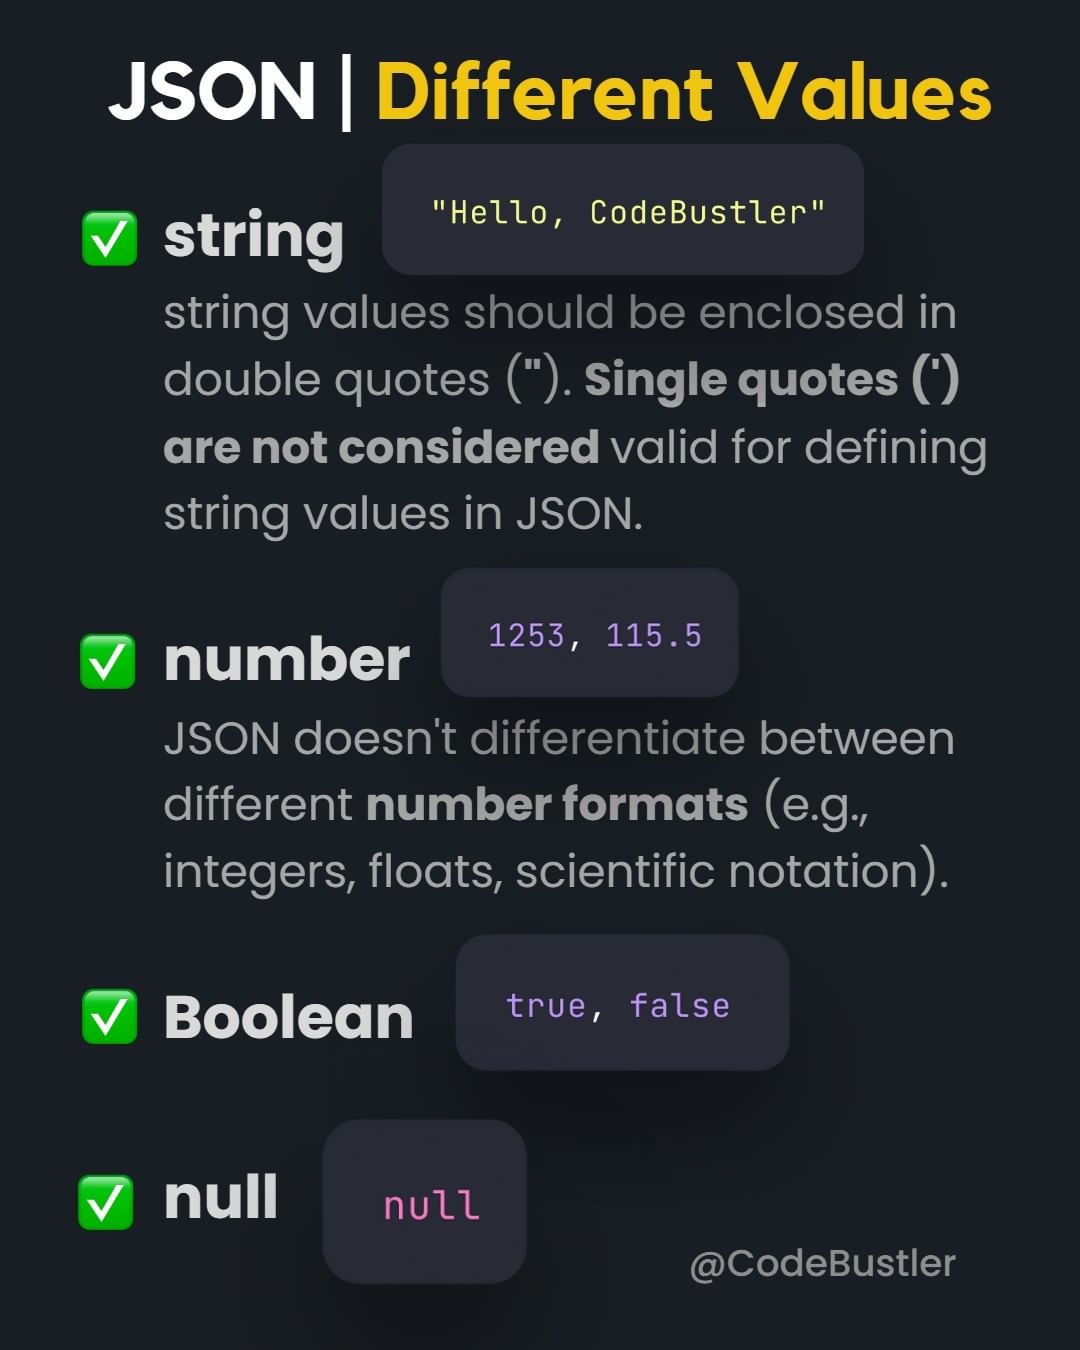 JSON | Different Values
"Hello, CodeBustler"
✅ string
string values should be enclosed in
double quotes ("). Single quotes (')
are not considered valid for defining
string values in JSON.
1253, 115.5
✅ number
JSON doesn't differentiate between
different number formats (e.g.,
integers, floats, scientific notation).
✅ Boolean
true, false
✅ null
null
@CodeBustler